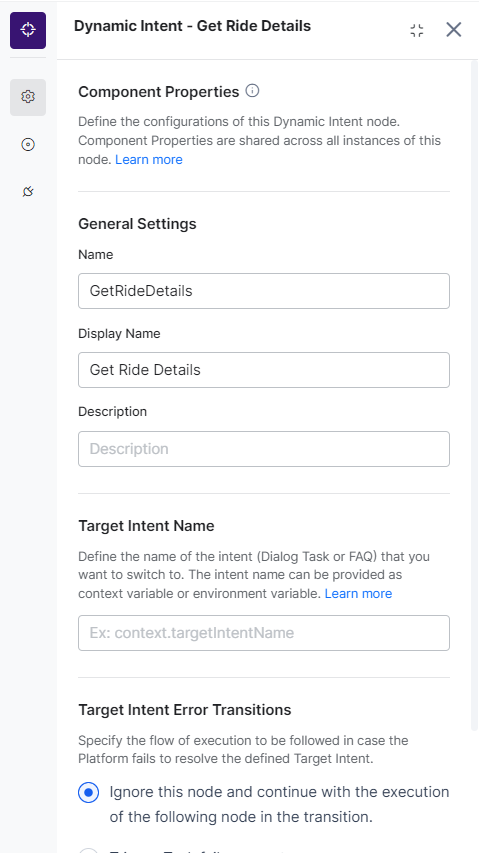 Dynamic Intent - Get Ride Details
Component Properties
Define the configurations of this Dynamic Intent node.
Component Properties are shared across all instances of this
node. Learn more
General Settings
Name
GetRideDetails
Display Name
Get Ride Details
Description
Description
Target Intent Name
Define the name of the intent (Dialog Task or FAQ) that you
want to switch to. The intent name can be provided as
context variable or environment variable. Learn more
Ex: context.targetIntentName
Target Intent Error Transitions
Specify the flow of execution to be followed in case the
Platform fails to resolve the defined Target Intent.
Ignore this node and continue with the execution
of the following node in the transition.